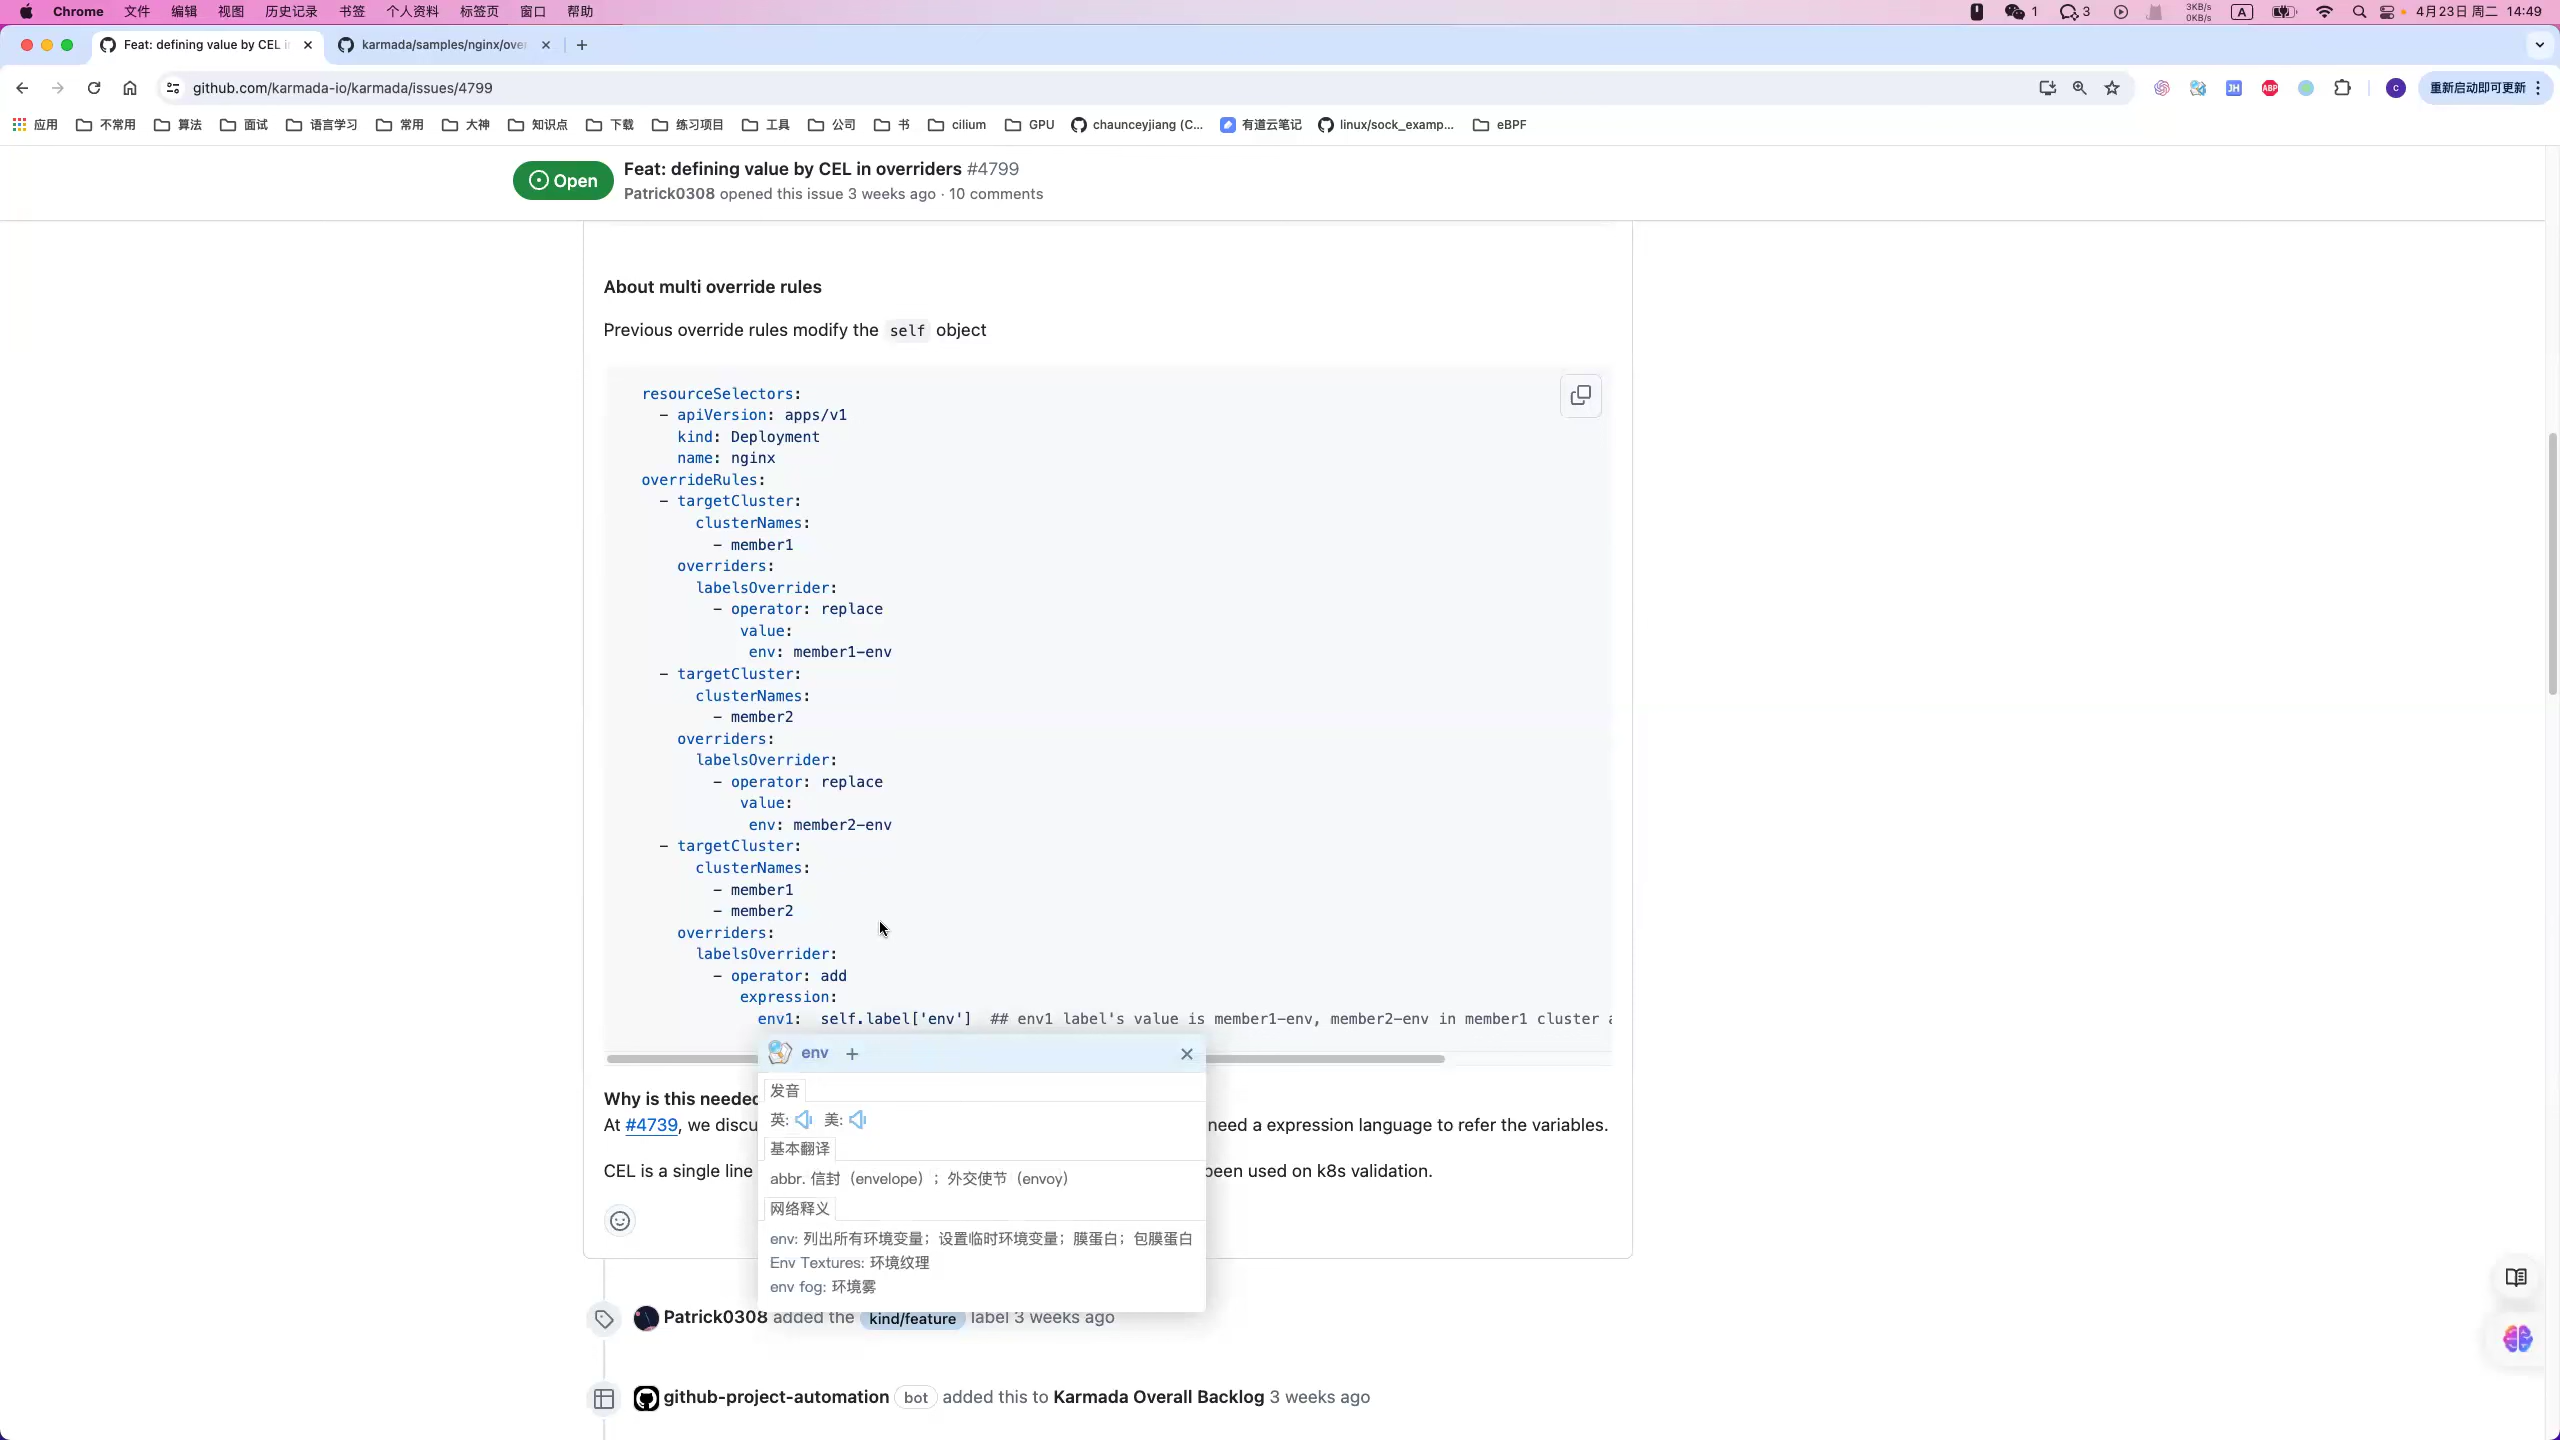 Chrome 文件 编辑 视图 历史记录 书签 个人资料 标签页 窗口 帮助 1 3 3KB/s 0KB/s A 4月23日 周二 14:49
Feat: defining value by CEL i karmada/samples/nginx/ove
github.com/karmada-io/karmada/issues/4799 JH ABP C 重新启动即可更新
应用 不常用 算法 面试 语言学习 常用 大神 知识点 下载 练习项目 工具 公司 书 cilium GPU chaunceyjiang (C... 有道云笔记 linux/sock_examp... eBPF
Open
Feat: defining value by CEL in overriders #4799
Patrick0308 opened this issue 3 weeks ago · 10 comments
About multi override rules
Previous override rules modify the self object
resourceSelectors:
- apiVersion: apps/v1
kind: Deployment
name: nginx
overrideRules:
- targetCluster:
clusterNames:
- member1
overriders:
labelsOverrider:
- operator: replace
value:
env: member1-env
- targetCluster:
clusterNames:
- member2
overriders:
labelsOverrider:
- operator: replace
value:
env: member2-env
- targetCluster:
clusterNames:
- member1
- member2
overriders:
labelsOverrider:
- operator: add
expression:
env1: self.label['env'] ## env1 label's value is member1-env, member2-env in member1 cluster
env +
发音
英: 美:
基本翻译
abbr. 信封（envelope）；外交使节（envoy）
网络释义
env: 列出所有环境变量；设置临时环境变量；膜蛋白；包膜蛋白
Env Textures: 环境纹理
env fog: 环境雾
Why is this needed
At #4739, we discu need a expression language to refer the variables.
CEL is a single line been used on k8s validation.
Patrick0308 added the kind/feature label 3 weeks ago
github-project-automation bot added this to Karmada Overall Backlog 3 weeks ago